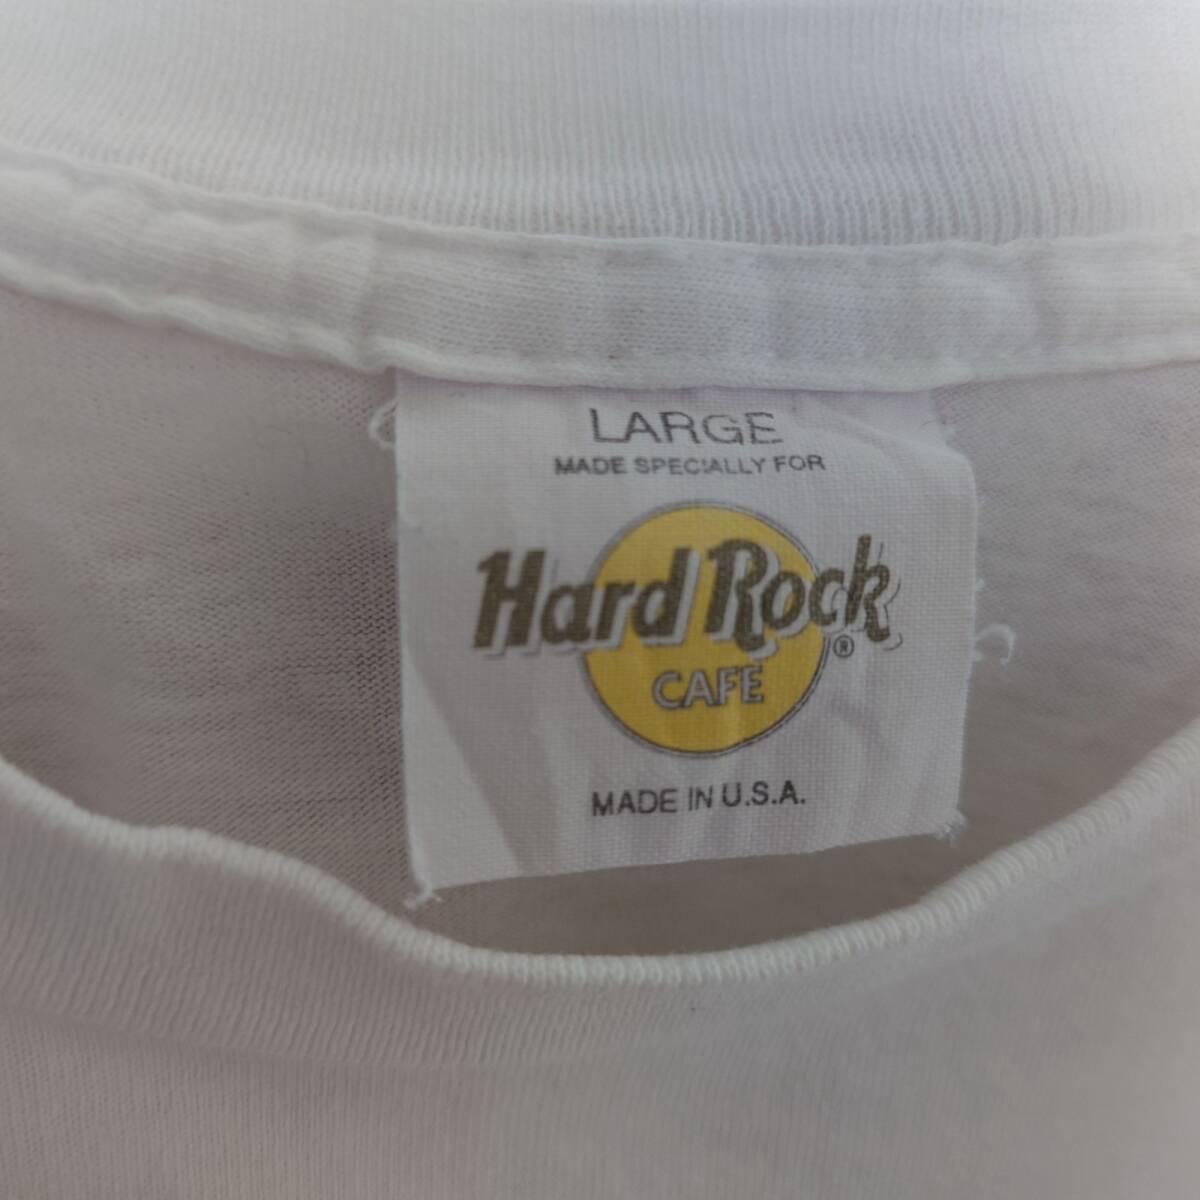 LARGE
MADE SPECIALLY FOR
Hard Rock
®
CAFE
MADE IN U.S.A.